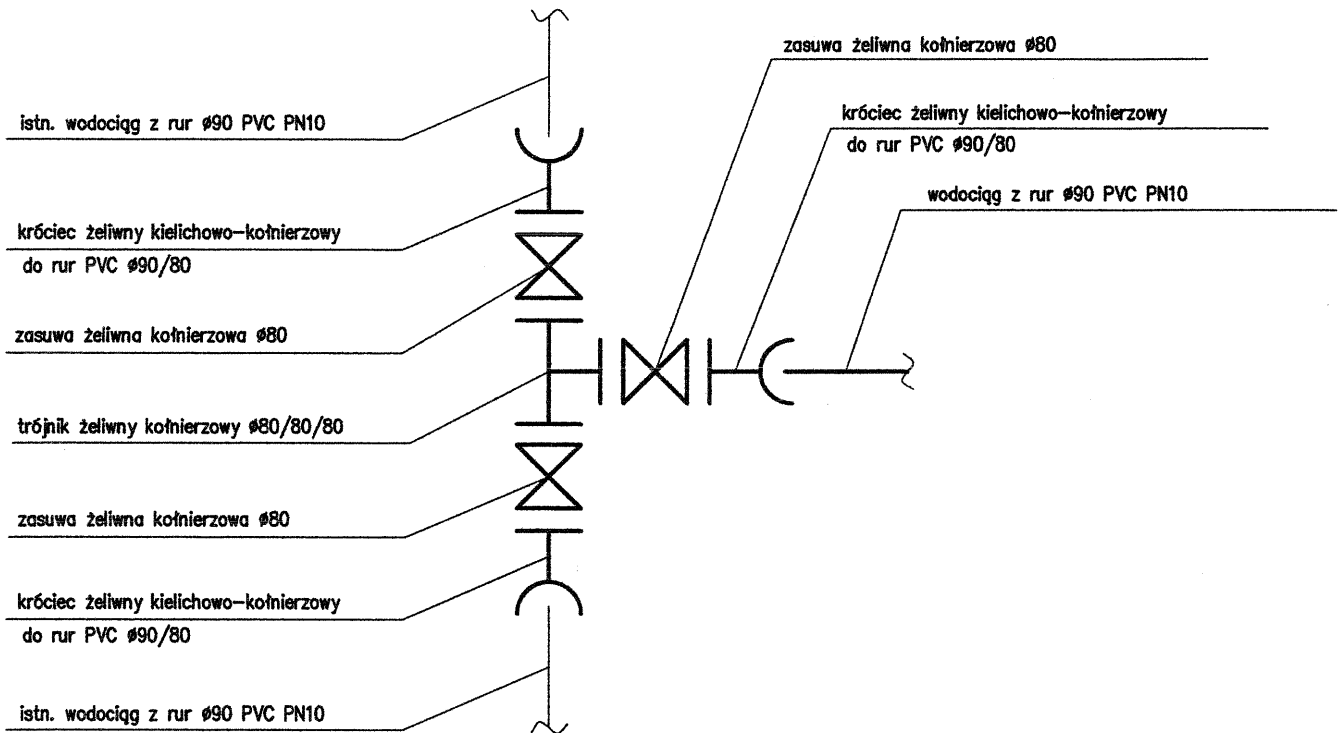 istn. wodociąg z rur ø90 PVC PN10
króciec żeliwny kielichowo-kołnierzowy
do rur PVC ø90/80
zasuwa żeliwna kołnierzowa ø80
trójnik żeliwny kołnierzowy ø80/80/80
zasuwa żeliwna kołnierzowa ø80
króciec żeliwny kielichowo-kołnierzowy
do rur PVC ø90/80
istn. wodociąg z rur ø90 PVC PN10
zasuwa żeliwna kołnierzowa ø80
króciec żeliwny kielichowo-kołnierzowy
do rur PVC ø90/80
wodociąg z rur ø90 PVC PN10